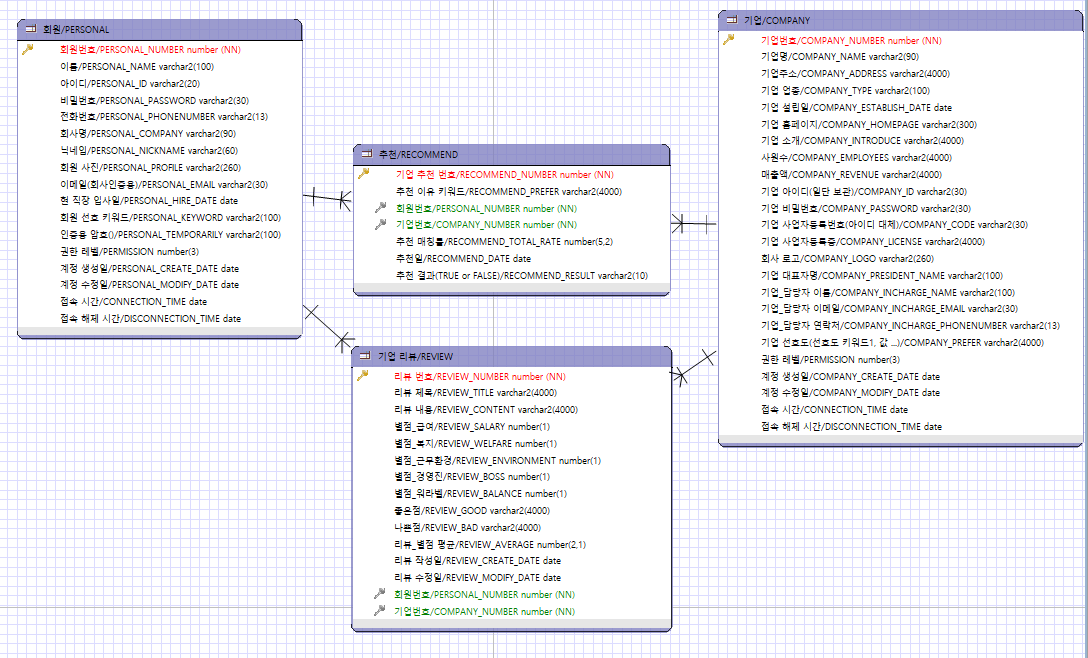 회원/PERSONAL
회원번호/PERSONAL_NUMBER number (NN)
이름/PERSONAL_NAME varchar2(100)
아이디/PERSONAL_ID varchar2(20)
비밀번호/PERSONAL_PASSWORD varchar2(30)
전화번호/PERSONAL_PHONENUMBER varchar2(13)
회사명/PERSONAL_COMPANY varchar2(90)
닉네임/PERSONAL_NICKNAME varchar2(60)
회원 사진/PERSONAL_PROFILE varchar2(260)
이메일(회사인증용)/PERSONAL_EMAIL varchar2(30)
현 직장 입사일/PERSONAL_HIRE_DATE date
회원 선호 키워드/PERSONAL_KEYWORD varchar2(100)
인증용 암호()/PERSONAL_TEMPORARILY varchar2(100)
권한 레벨/PERMISSION number(3)
계정 생성일/PERSONAL_CREATE_DATE date
계정 수정일/PERSONAL_MODIFY_DATE date
접속 시간/CONNECTION_TIME date
접속 해제 시간/DISCONNECTION_TIME date
추천/RECOMMEND
기업 추천 번호/RECOMMEND_NUMBER number (NN)
추천 이유 키워드/RECOMMEND_PREFER varchar2(4000)
회원번호/PERSONAL_NUMBER number (NN)
기업번호/COMPANY_NUMBER number (NN)
추천 매칭률/RECOMMEND_TOTAL_RATE number(5,2)
추천일/RECOMMEND_DATE date
추천 결과(TRUE or FALSE)/RECOMMEND_RESULT varchar2(10)
기업 리뷰/REVIEW
리뷰 번호/REVIEW_NUMBER number (NN)
리뷰 제목/REVIEW_TITLE varchar2(4000)
리뷰 내용/REVIEW_CONTENT varchar2(4000)
별점_급여/REVIEW_SALARY number(1)
별점_복지/REVIEW_WELFARE number(1)
별점_근무환경/REVIEW_ENVIRONMENT number(1)
별점_경영진/REVIEW_BOSS number(1)
별점_워라벨/REVIEW_BALANCE number(1)
좋은점/REVIEW_GOOD varchar2(4000)
나쁜점/REVIEW_BAD varchar2(4000)
리뷰_별점 평균/REVIEW_AVERAGE number(2,1)
리뷰 작성일/REVIEW_CREATE_DATE date
리뷰 수정일/REVIEW_MODIFY_DATE date
회원번호/PERSONAL_NUMBER number (NN)
기업번호/COMPANY_NUMBER number (NN)
기업/COMPANY
기업번호/COMPANY_NUMBER number (NN)
기업명/COMPANY_NAME varchar2(90)
기업주소/COMPANY_ADDRESS varchar2(4000)
기업 업종/COMPANY_TYPE varchar2(100)
기업 설립일/COMPANY_ESTABLISH_DATE date
기업 홈페이지/COMPANY_HOMEPAGE varchar2(300)
기업 소개/COMPANY_INTRODUCE varchar2(4000)
사원수/COMPANY_EMPLOYEES varchar2(4000)
매출액/COMPANY_REVENUE varchar2(4000)
기업 아이디(일단 보관)/COMPANY_ID varchar2(30)
기업 비밀번호/COMPANY_PASSWORD varchar2(30)
기업 사업자등록번호(아이디 대체)/COMPANY_CODE varchar2(30)
기업 사업자등록증/COMPANY_LICENSE varchar2(4000)
회사 로고/COMPANY_LOGO varchar2(260)
기업 대표자명/COMPANY_PRESIDENT_NAME varchar2(100)
기업_담당자 이름/COMPANY_INCHARGE_NAME varchar2(100)
기업_담당자 이메일/COMPANY_INCHARGE_EMAIL varchar2(30)
기업_담당자 연락처/COMPANY_INCHARGE_PHONENUMBER varchar2(13)
기업 선호도(선호도 키워드1, 값 ...)/COMPANY_PREFER varchar2(4000)
권한 레벨/PERMISSION number(3)
계정 생성일/COMPANY_CREATE_DATE date
계정 수정일/COMPANY_MODIFY_DATE date
접속 시간/CONNECTION_TIME date
접속 해제 시간/DISCONNECTION_TIME date